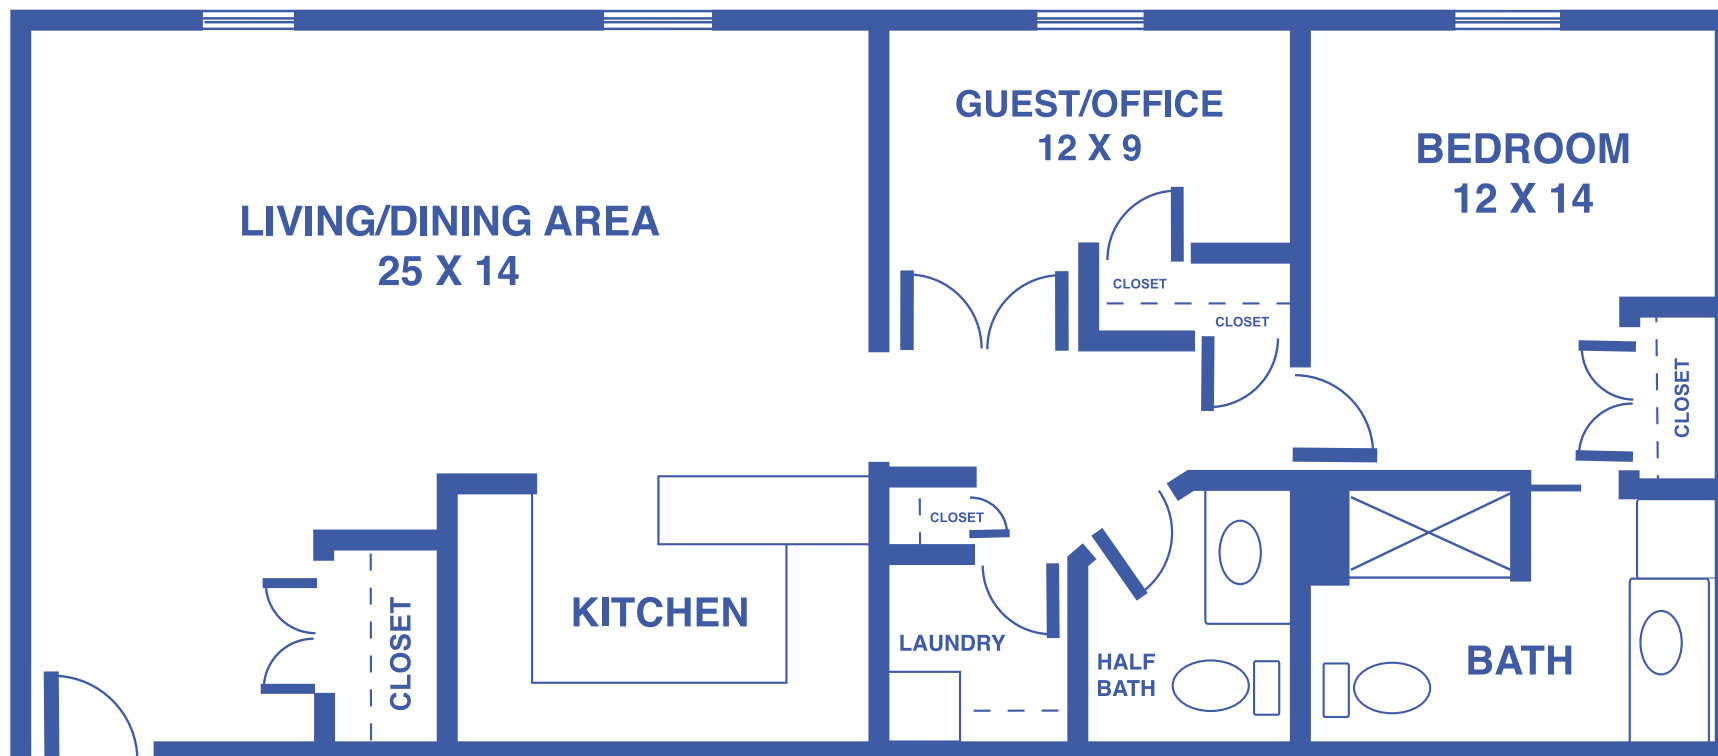 GUEST/OFFICE
12 X 9
BEDROOM
12 X 14
LIVING/DINING AREA
25 X 14
CLOSET
CLOSET
CLOSET
CLOSET
KITCHEN
CLOSET
LAUNDRY
HALF
BATH
BATH